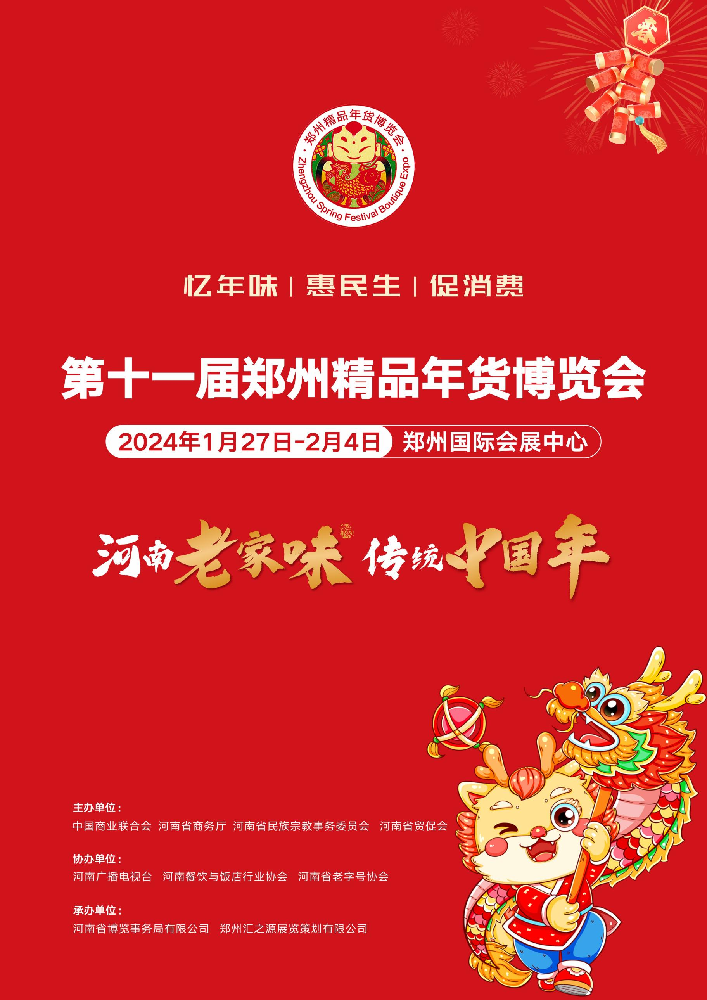 郑州精品年货博览会
Zhengzhou Spring Festival Boutique Expo
忆年味|惠民生|促消费
第十一届郑州精品年货博览会
2024年1月27日-2月4日 郑州国际会展中心
河南老家味 豫 传统中国年
主办单位：
中国商业联合会 河南省商务厅 河南省民族宗教事务委员会 河南省贸促会
协办单位：
河南广播电视台 河南餐饮与饭店行业协会 河南省老字号协会
承办单位：
河南省博览事务局有限公司 郑州汇之源展览策划有限公司